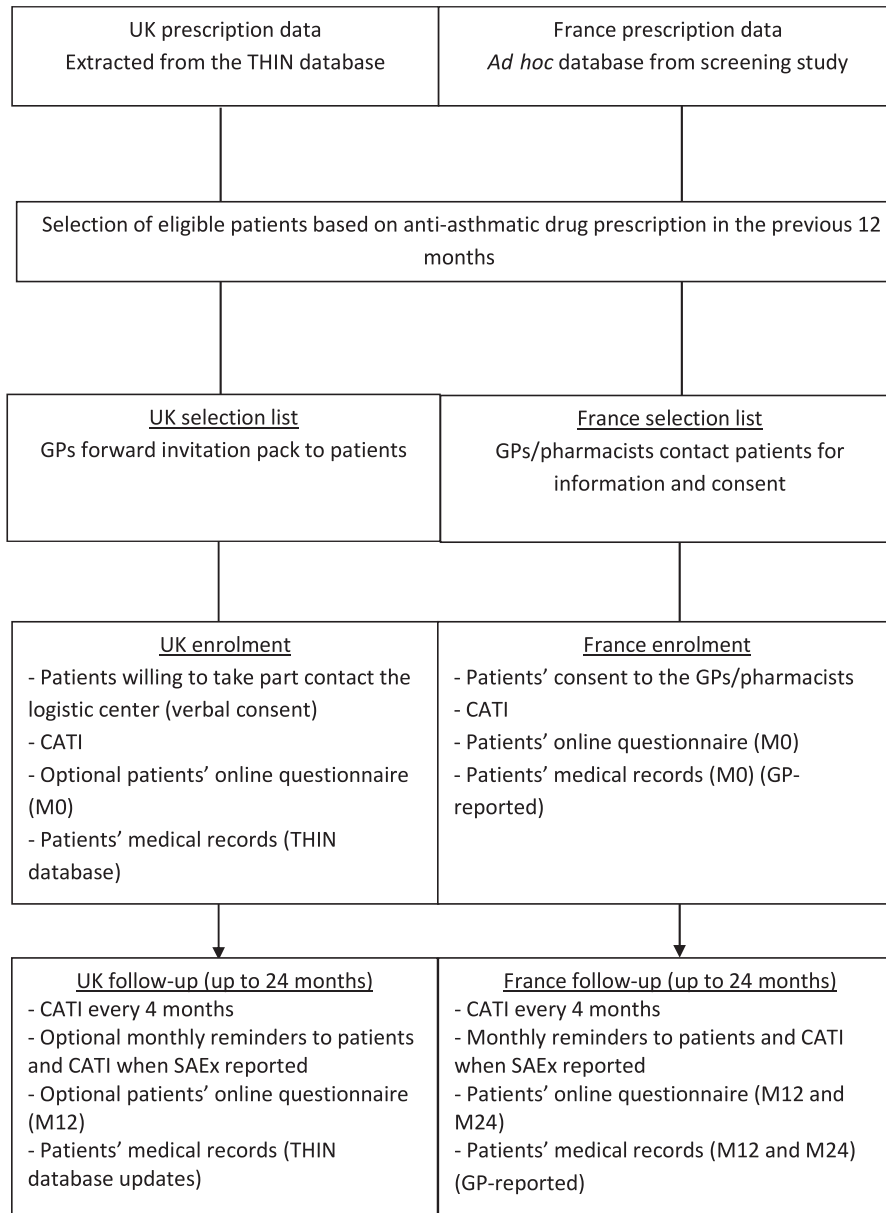 UK prescription data
Extracted from the THIN database
France prescription data
Ad hoc database from screening study
Selection of eligible patients based on anti-asthmatic drug prescription in the previous 12
months
UK selection list
GPs forward invitation pack to patients
France selection list
GPs/pharmacists contact patients for
information and consent
UK enrolment
- Patients willing to take part contact the
logistic center (verbal consent)
- CATI
- Optional patients’ online questionnaire
(M0)
- Patients’ medical records (THIN
database)
France enrolment
- Patients’ consent to the GPs/pharmacists
- CATI
- Patients’ online questionnaire (M0)
- Patients’ medical records (M0) (GP-
reported)
UK follow-up (up to 24 months)
- CATI every 4 months
- Optional monthly reminders to patients
and CATI when SAEx reported
- Optional patients’ online questionnaire
(M12)
- Patients’ medical records (THIN
database updates)
France follow-up (up to 24 months)
- CATI every 4 months
- Monthly reminders to patients and CATI
when SAEx reported
- Patients’ online questionnaire (M12 and
M24)
- Patients’ medical records (M12 and M24)
(GP-reported)